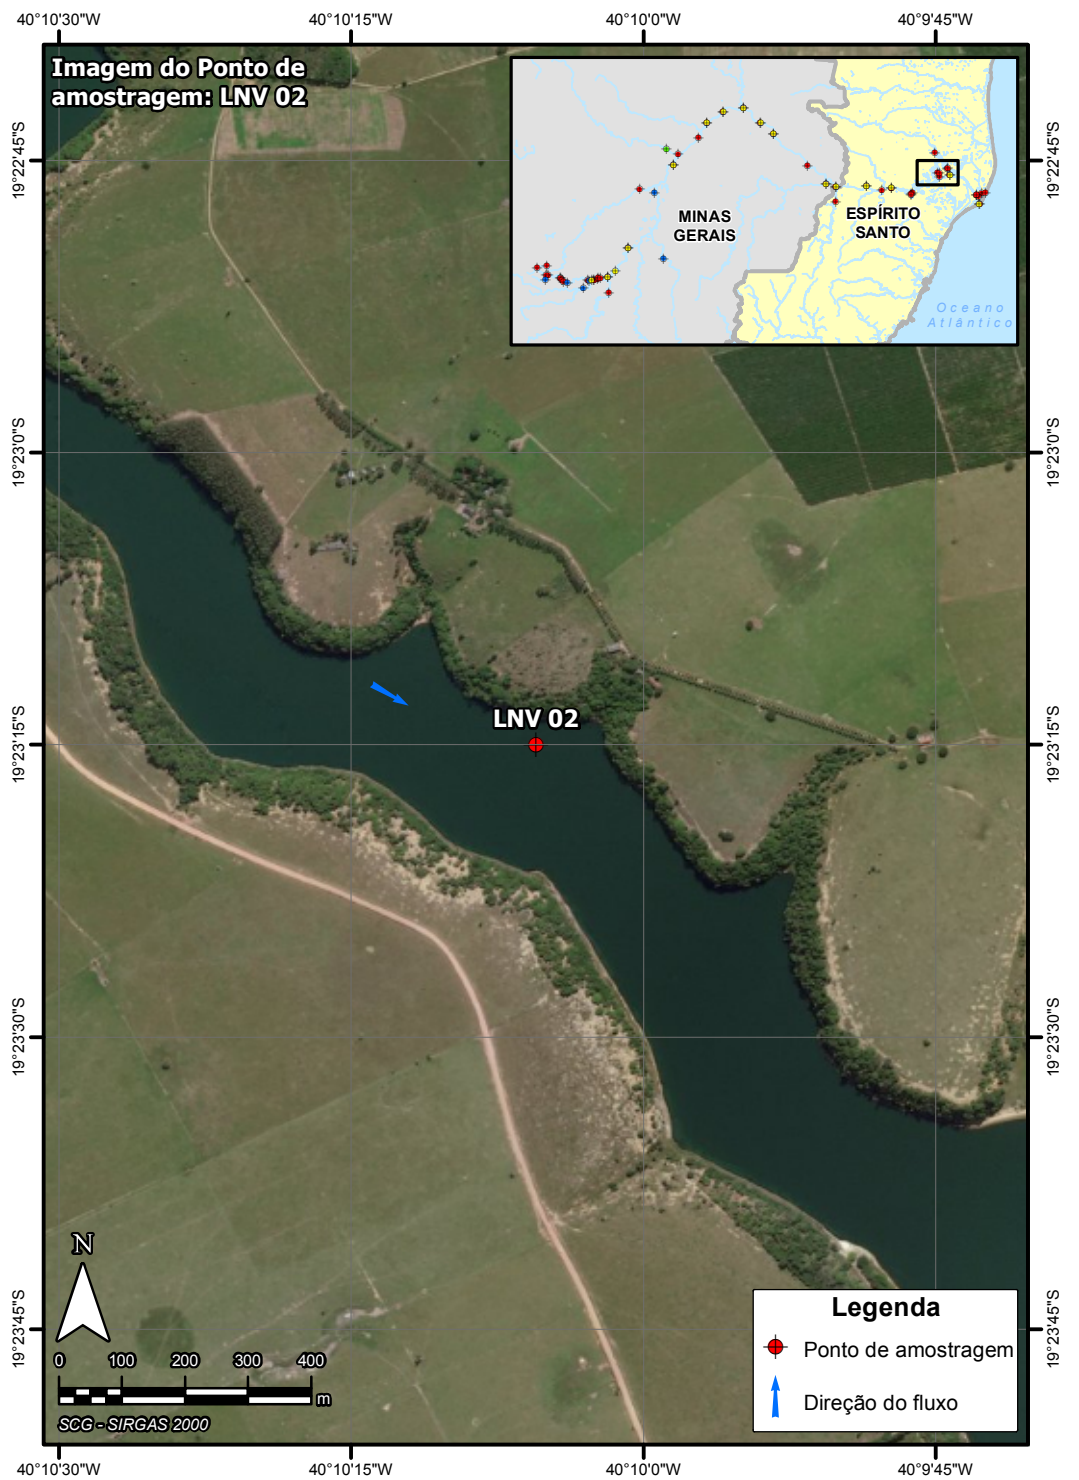 40°10'30"W 40°10'15"W 40°10'0"W 40°9'45"W
Imagem do Ponto de
amostragem: LNV 02
MINAS
GERAIS
ESPÍRITO
SANTO
Oceano
Atlântico
19°22'45"S 19°22'45"S
19°23'0"S 19°23'0"S
LNV 02
19°23'15"S 19°23'15"S
19°23'30"S 19°23'30"S
19°23'45"S 19°23'45"S
N
0 100 200 300 400
m
SCG - SIRGAS 2000
Legenda
Ponto de amostragem
Direção do fluxo
40°10'30"W 40°10'15"W 40°10'0"W 40°9'45"W